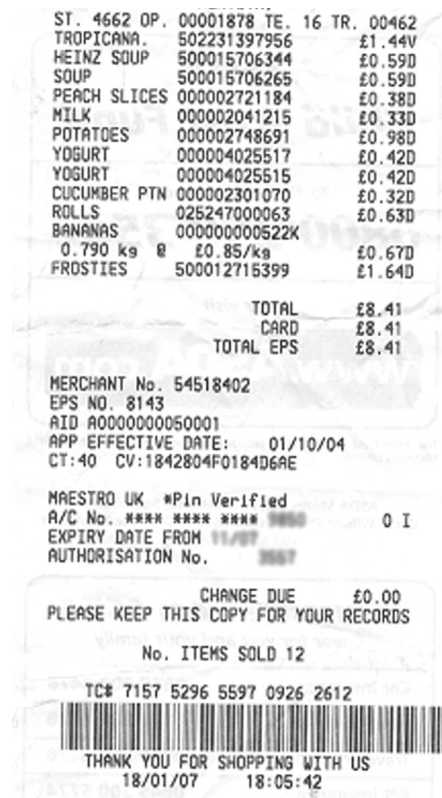 ST. 4662 OP. 00001878 TE. 16 TR. 00462
TROPICANA. 502231397956 £1.44V
HEINZ SOUP 500015706344 £0.59D
SOUP 500015706265 £0.59D
PEACH SLICES 000002721184 £0.38D
MILK 000002041215 £0.33D
POTATOES 000002748691 £0.98D
YOGURT 000004025517 £0.42D
YOGURT 000004025515 £0.42D
CUCUMBER PTN 000002301070 £0.32D
ROLLS 025247000063 £0.63D
BANANAS 000000000522K
0.790 kg @ £0.85/kg £0.67D
FROSTIES 500012715399 £1.64D
TOTAL £8.41
CARD £8.41
TOTAL EPS £8.41
MERCHANT No. 54518402
EPS NO. 8143
AID A0000000050001
APP EFFECTIVE DATE: 01/10/04
CT:40 CV:1842804F0184D6AE
MAESTRO UK *Pin Verified
A/C No. **** **** **** 0 I
EXPIRY DATE FROM 11/07
AUTHORISATION No.
CHANGE DUE £0.00
PLEASE KEEP THIS COPY FOR YOUR RECORDS
No. ITEMS SOLD 12
TC# 7157 5296 5597 0926 2612
THANK YOU FOR SHOPPING WITH US
18/01/07 18:05:42